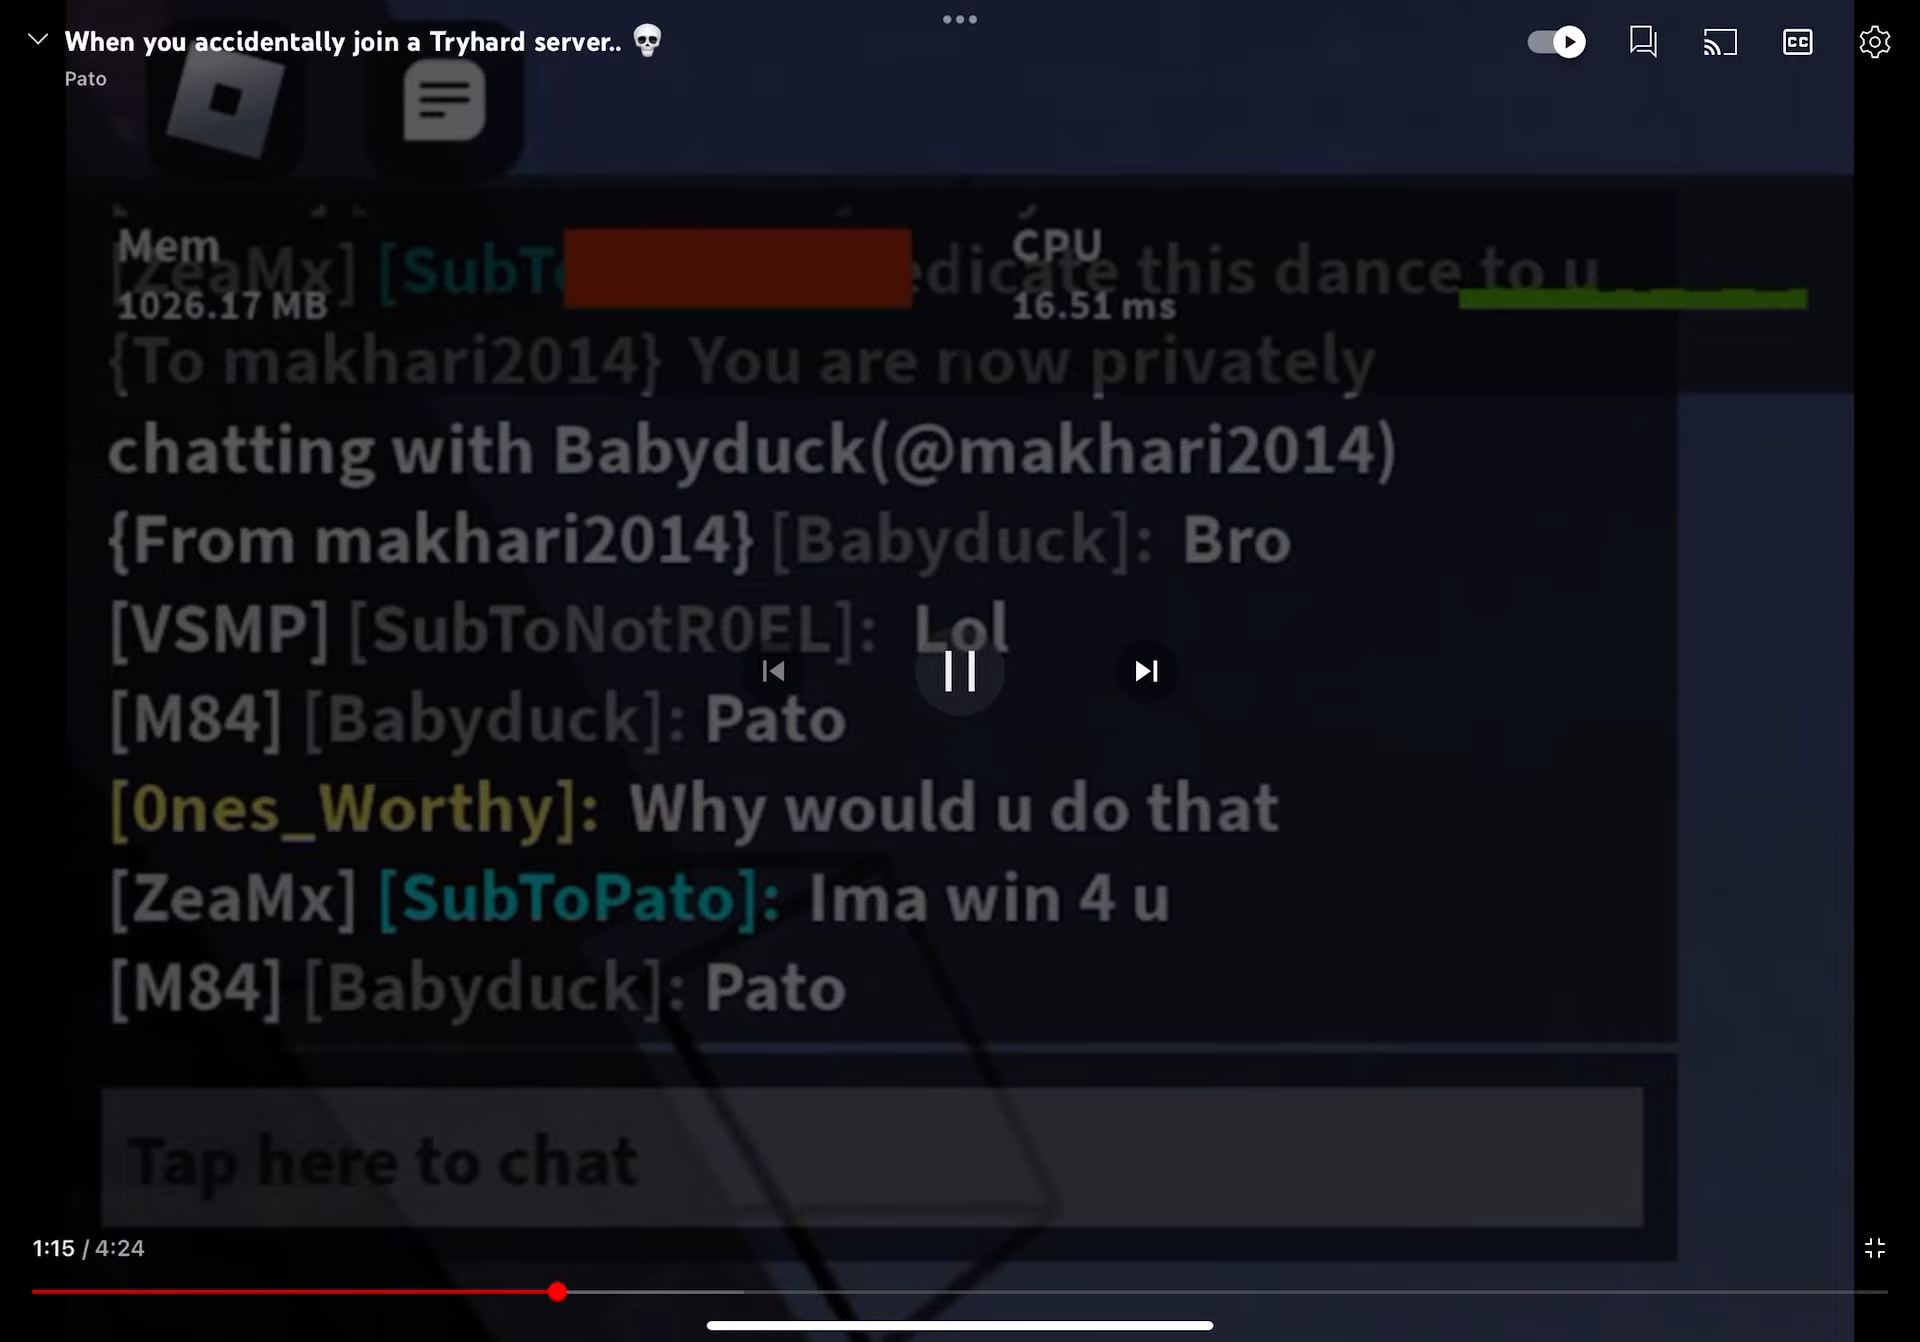 When you accidentally join a Tryhard server.. 💀
Pato
CC
Mem
CPU
[ZeaMx] [SubTo edicate this dance to u
1026.17 MB
16.51 ms
{To makhari2014} You are now privately
chatting with Babyduck(@makhari2014)
{From makhari2014} [Babyduck]: Bro
[VSMP] [SubToNotR0EL]: Lol
[M84] [Babyduck]: Pato
[0nes_Worthy]: Why would u do that
[ZeaMx] [SubToPato]: Ima win 4 u
[M84] [Babyduck]: Pato
Tap here to chat
1:15 / 4:24